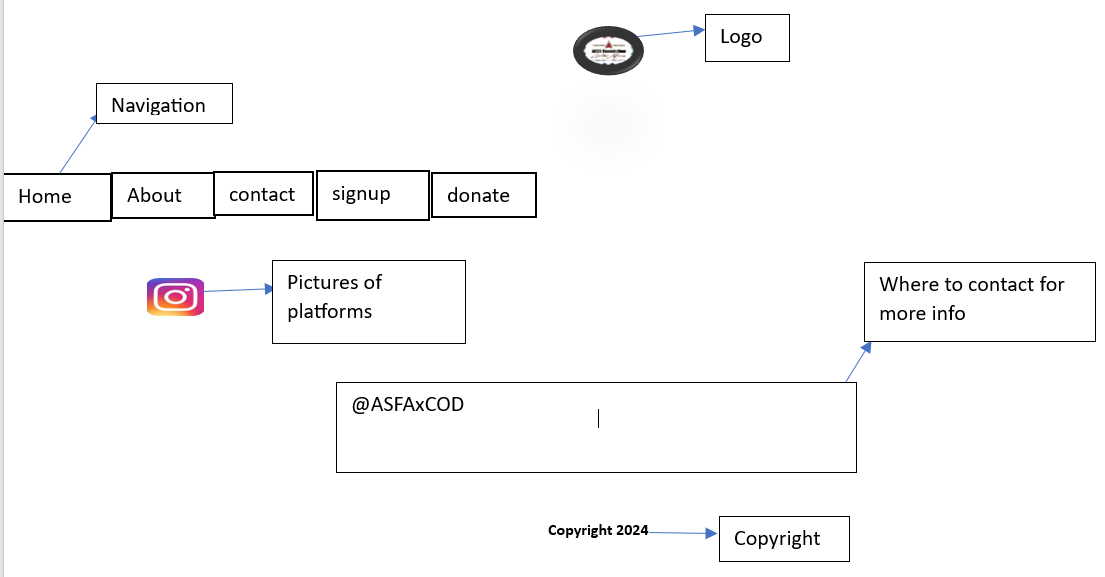 Logo
Navigation
Home
About
contact
signup
donate
Pictures of
platforms
Where to contact for
more info
@ASFAxCOD
Copyright 2024
Copyright